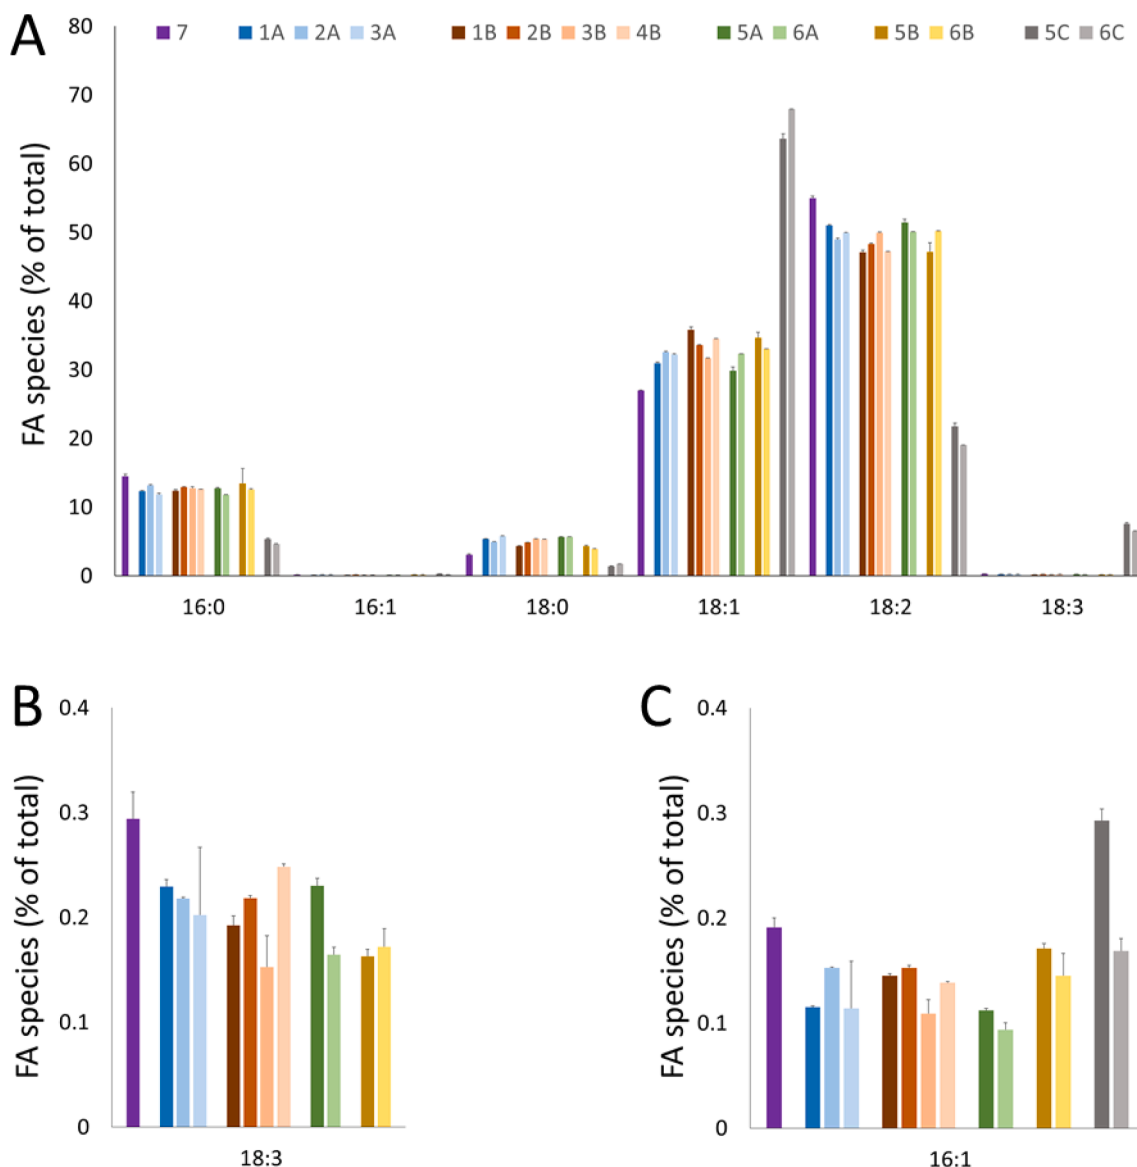 A
80
70
60
50
40
30
20
10
0
FA species (% of total)
7 1A 2A 3A 1B 2B 3B 4B 5A 6A 5B 6B 5C 6C
16:0 16:1 18:0 18:1 18:2 18:3
B
0.4
0.3
0.2
0.1
0
FA species (% of total)
18:3
C
0.4
0.3
0.2
0.1
0
FA species (% of total)
16:1